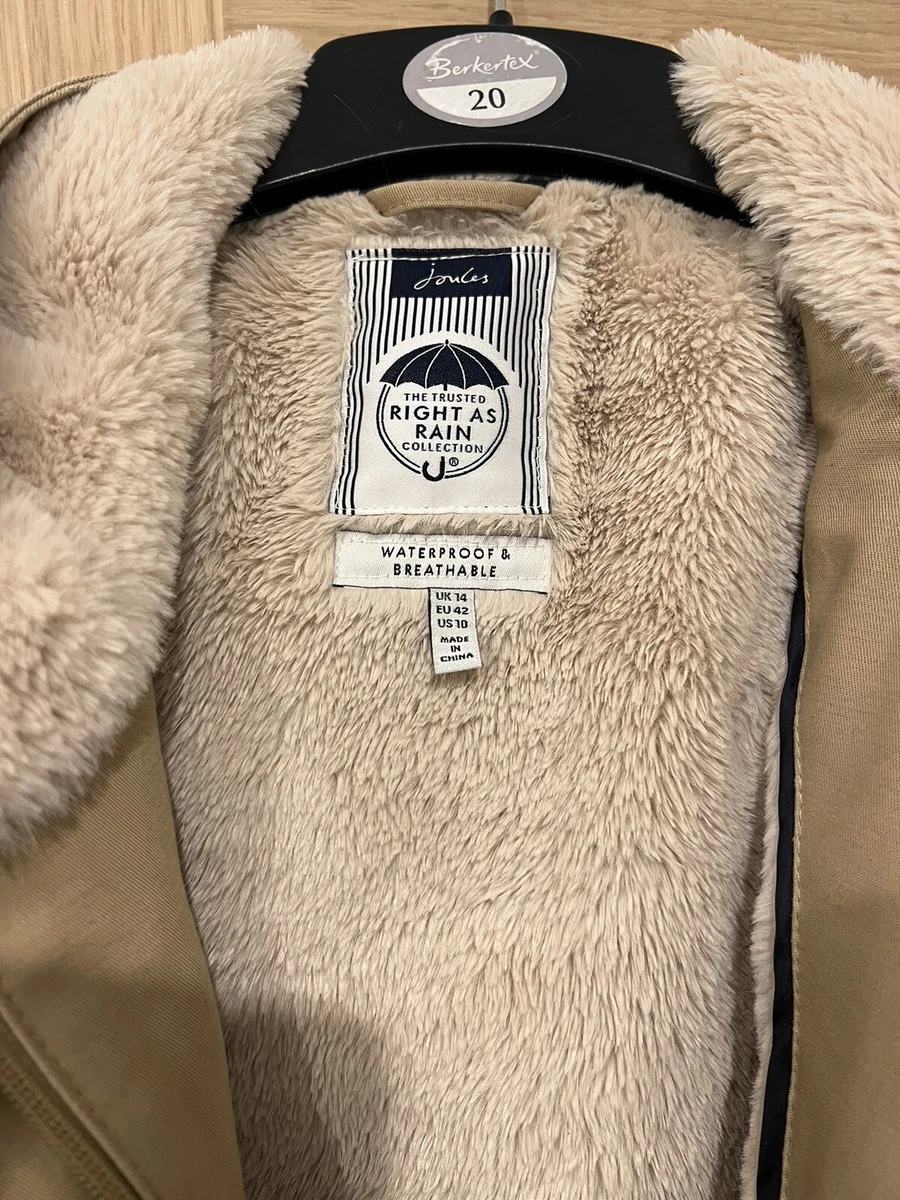 Berkertex
20
Joules
THE TRUSTED
RIGHT AS
RAIN
COLLECTION
®
WATERPROOF &
BREATHABLE
UK 14
EU 42
US 10
MADE
IN
CHINA